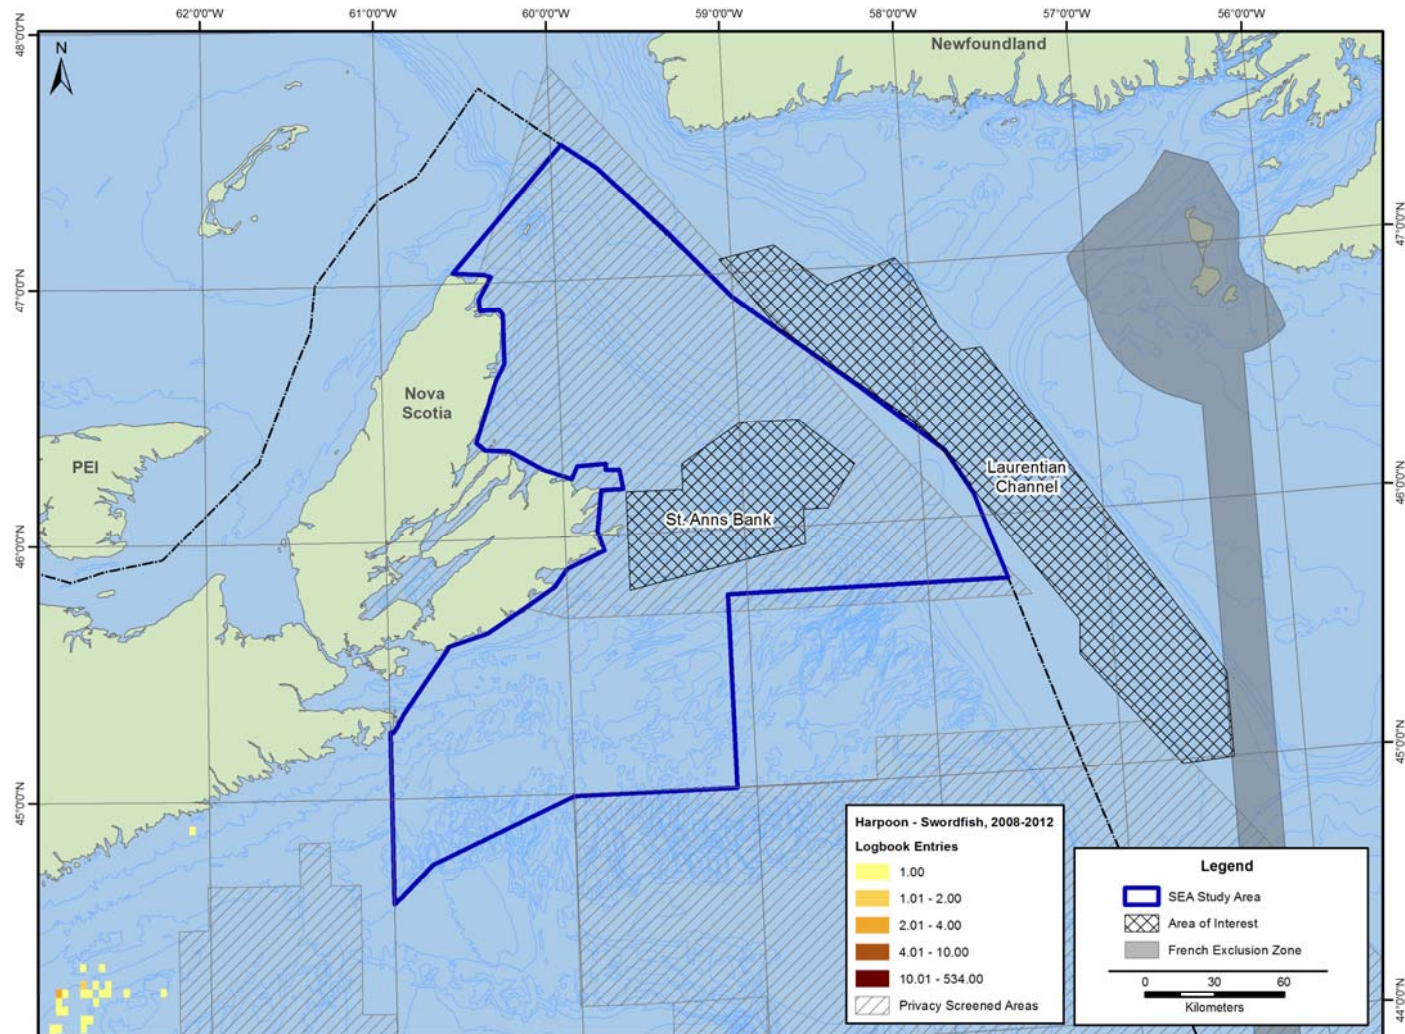 62°0'0"W 61°0'0"W 60°0'0"W 59°0'0"W 58°0'0"W 57°0'0"W 56°0'0"W
48°0'0"N
N
Newfoundland
47°0'0"N
47°0'0"N
Nova
Scotia
PEI
Laurentian
Channel
46°0'0"N
St. Anns Bank
46°0'0"N
45°0'0"N
45°0'0"N
44°0'0"N
Harpoon - Swordfish, 2008-2012
Logbook Entries
1.00
1.01 - 2.00
2.01 - 4.00
4.01 - 10.00
10.01 - 534.00
Privacy Screened Areas
Legend
SEA Study Area
Area of Interest
French Exclusion Zone
0 30 60
Kilometers